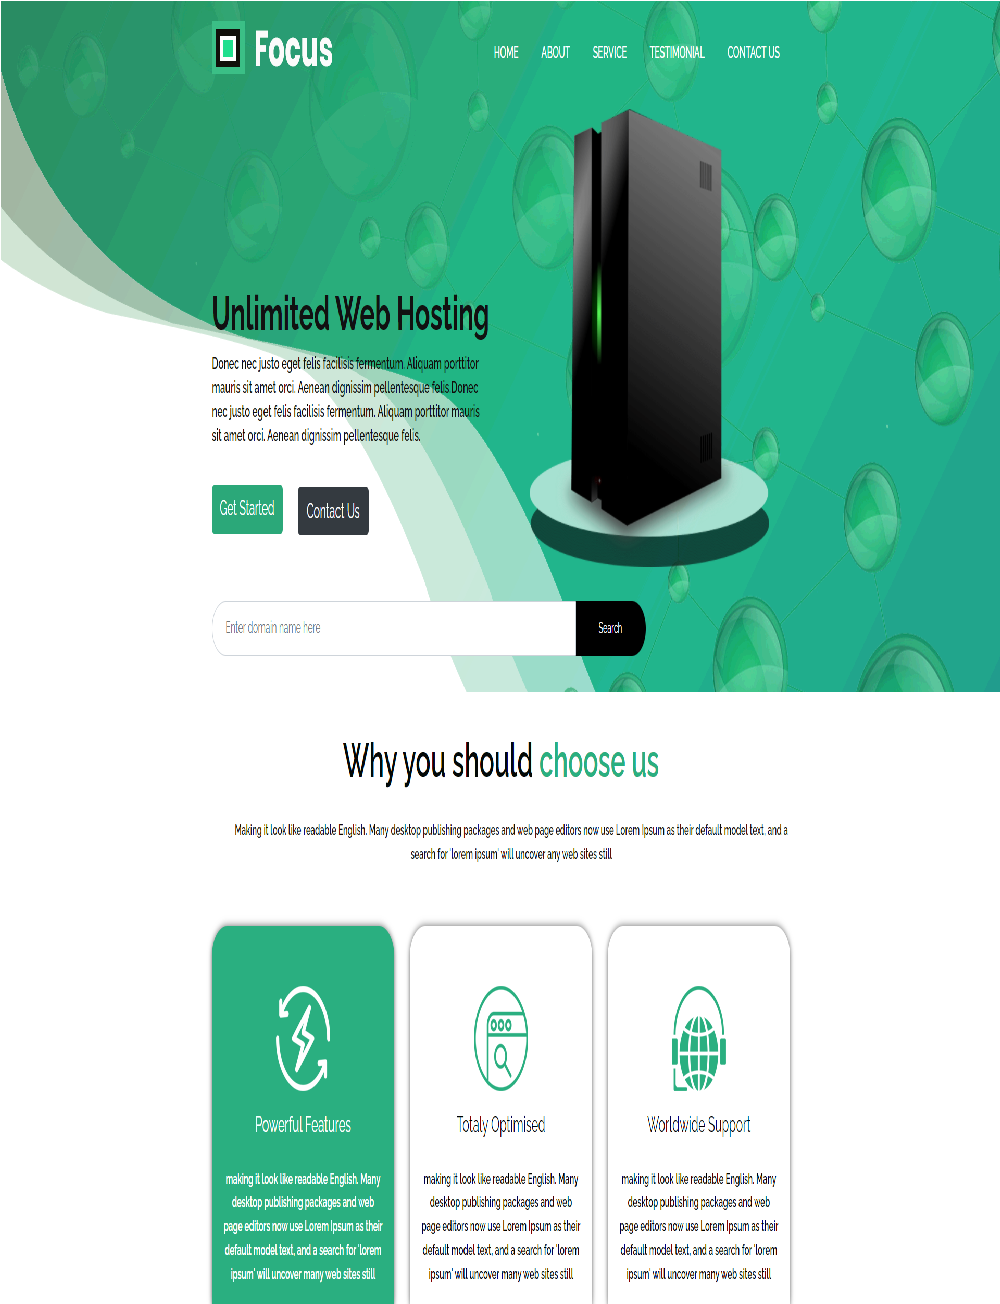 Focus
HOME ABOUT SERVICE TESTIMONIAL CONTACT US
Unlimited Web Hosting
Donec nec justo eget felis facilisis fermentum. Aliquam porttitor
mauris sit amet orci. Aenean dignissim pellentesque felis.Donec
nec justo eget felis facilisis fermentum. Aliquam porttitor mauris
sit amet orci. Aenean dignissim pellentesque felis.
Get Started
Contact Us
Enter domain name here
Search
Why you should choose us
Making it look like readable English. Many desktop publishing packages and web page editors now use Lorem Ipsum as their default model text, and a
search for 'lorem ipsum' will uncover any web sites still
Powerful Features
making it look like readable English. Many
desktop publishing packages and web
page editors now use Lorem Ipsum as their
default model text, and a search for 'lorem
ipsum' will uncover many web sites still
Totaly Optimised
making it look like readable English. Many
desktop publishing packages and web
page editors now use Lorem Ipsum as their
default model text, and a search for 'lorem
ipsum' will uncover many web sites still
Worldwide Support
making it look like readable English. Many
desktop publishing packages and web
page editors now use Lorem Ipsum as their
default model text, and a search for 'lorem
ipsum' will uncover many web sites still